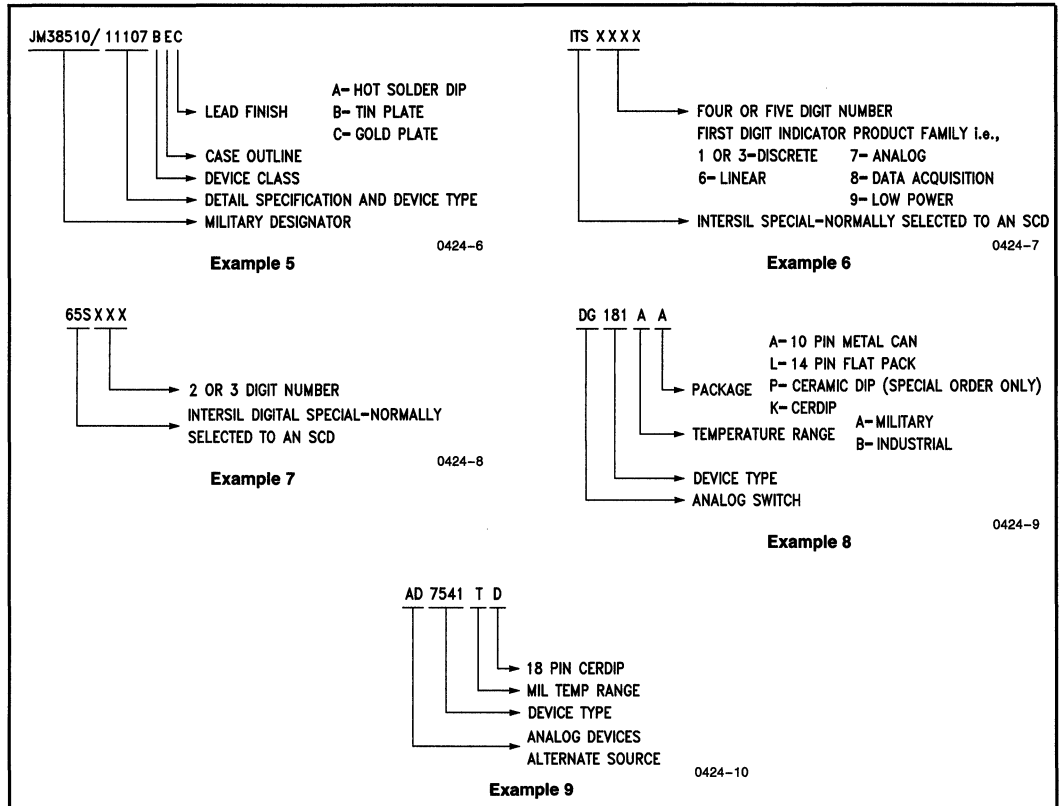 JM38510/ 11107 B E C
A- HOT SOLDER DIP
LEAD FINISH B- TIN PLATE
C- GOLD PLATE
CASE OUTLINE
DEVICE CLASS
DETAIL SPECIFICATION AND DEVICE TYPE
MILITARY DESIGNATOR
0424-6
Example 5
ITS X X X X
FOUR OR FIVE DIGIT NUMBER
FIRST DIGIT INDICATOR PRODUCT FAMILY i.e.,
1 OR 3-DISCRETE 7- ANALOG
6- LINEAR 8- DATA ACQUISITION
9- LOW POWER
INTERSIL SPECIAL-NORMALLY SELECTED TO AN SCD
0424-7
Example 6
65S X X X
2 OR 3 DIGIT NUMBER
INTERSIL DIGITAL SPECIAL-NORMALLY
SELECTED TO AN SCD
0424-8
Example 7
DG 181 A A
A- 10 PIN METAL CAN
L- 14 PIN FLAT PACK
PACKAGE P- CERAMIC DIP (SPECIAL ORDER ONLY)
K- CERDIP
TEMPERATURE RANGE A- MILITARY
B- INDUSTRIAL
DEVICE TYPE
ANALOG SWITCH
0424-9
Example 8
AD 7541 T D
18 PIN CERDIP
MIL TEMP RANGE
DEVICE TYPE
ANALOG DEVICES
ALTERNATE SOURCE
0424-10
Example 9